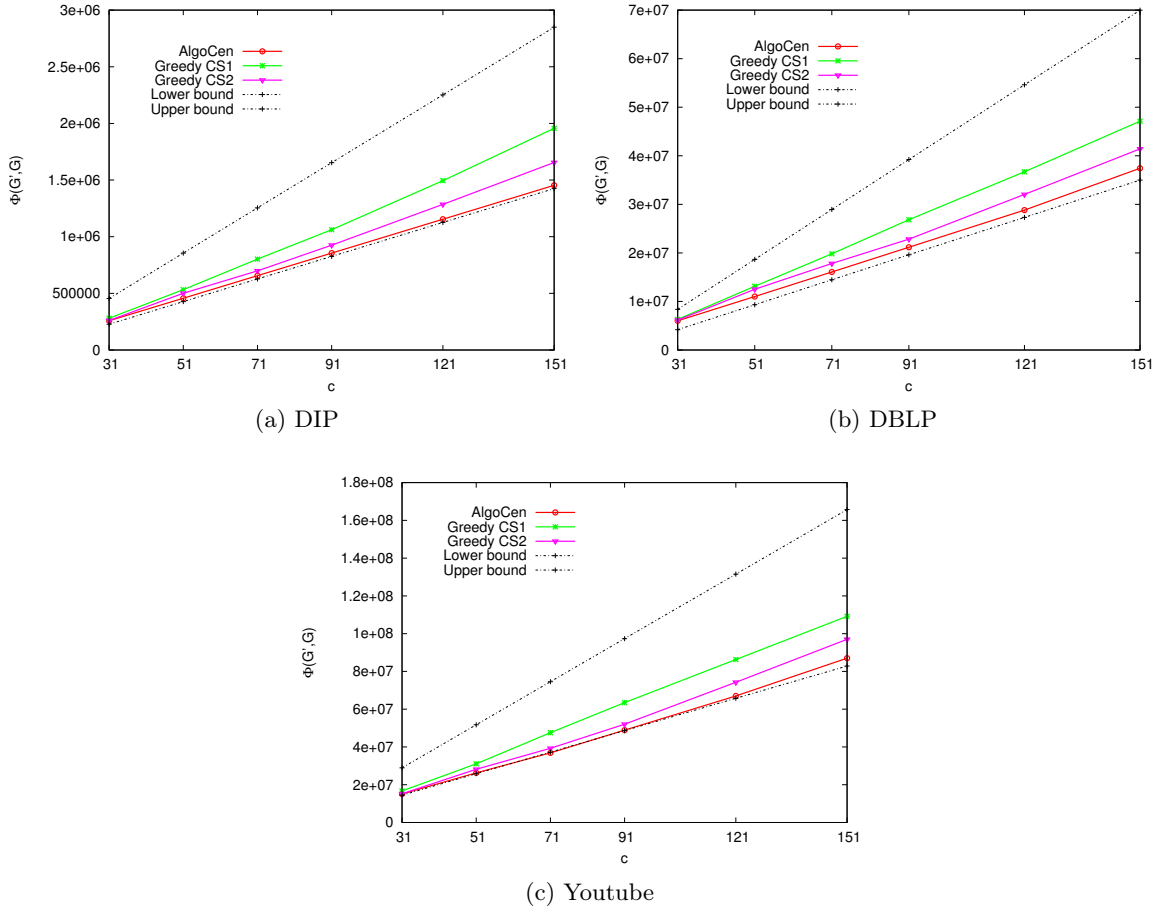 3e+06
2.5e+06
2e+06
1.5e+06
1e+06
500000
0
Φ(G',G)
AlgoCen
Greedy CS1
Greedy CS2
Lower bound
Upper bound
31 51 71 91 121 151
c
(a) DIP
7e+07
6e+07
5e+07
4e+07
3e+07
2e+07
1e+07
0
Φ(G',G)
AlgoCen
Greedy CS1
Greedy CS2
Lower bound
Upper bound
31 51 71 91 121 151
c
(b) DBLP
1.8e+08
1.6e+08
1.4e+08
1.2e+08
1e+08
8e+07
6e+07
4e+07
2e+07
0
Φ(G',G)
AlgoCen
Greedy CS1
Greedy CS2
Lower bound
Upper bound
31 51 71 91 121 151
c
(c) Youtube